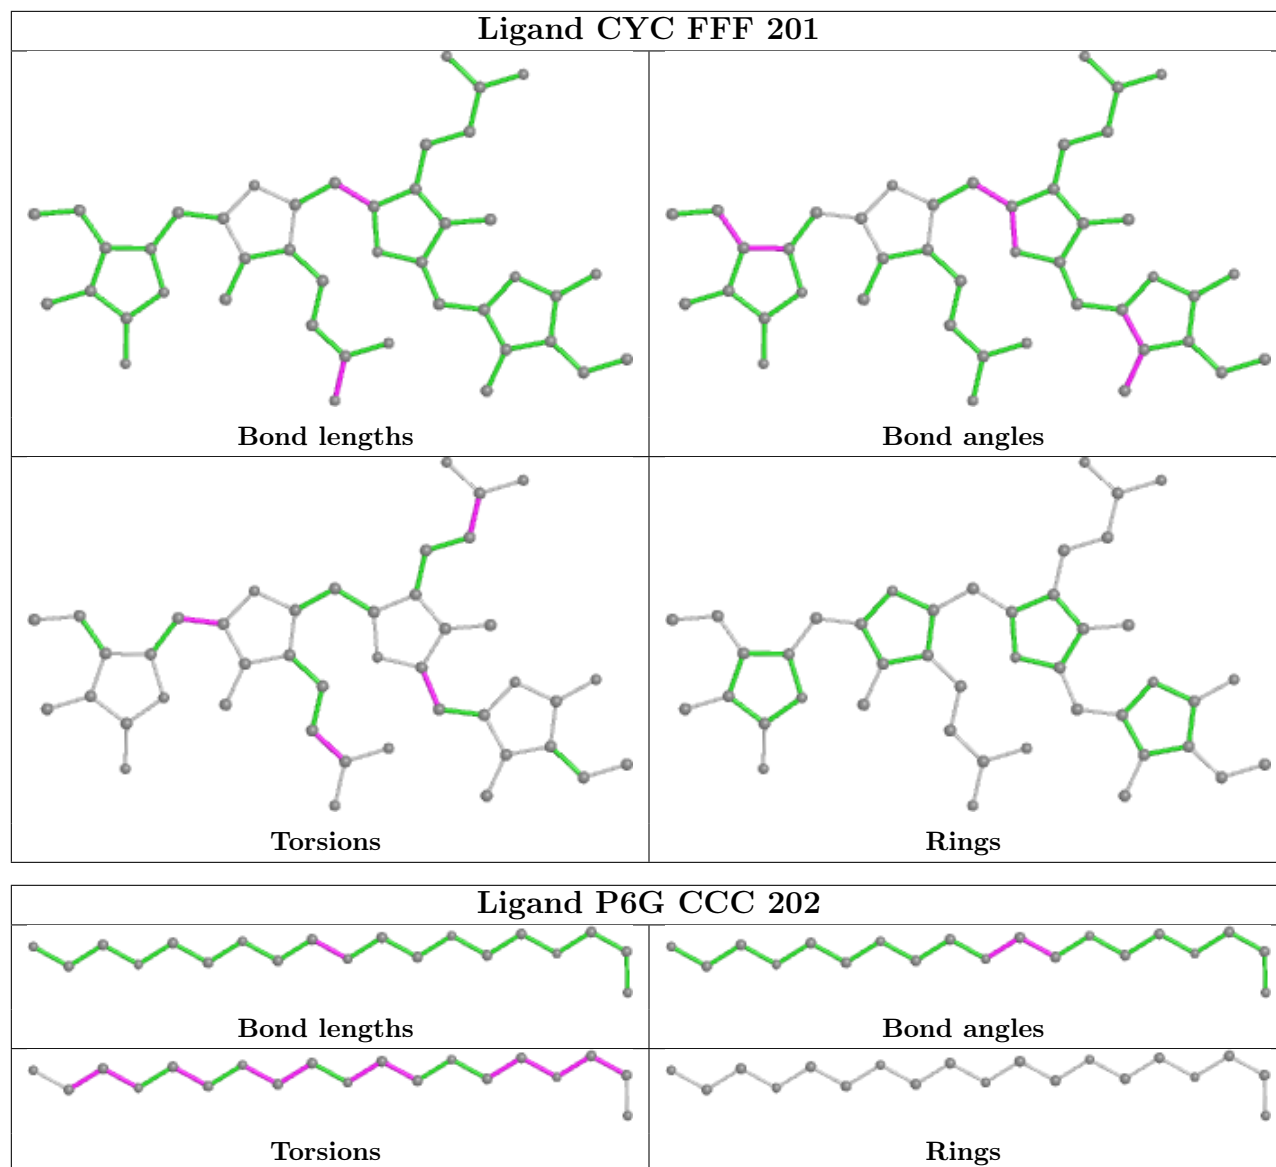 Ligand CYC FFF 201
Bond lengths
Bond angles
Torsions
Rings
Ligand P6G CCC 202
Bond lengths
Bond angles
Torsions
Rings